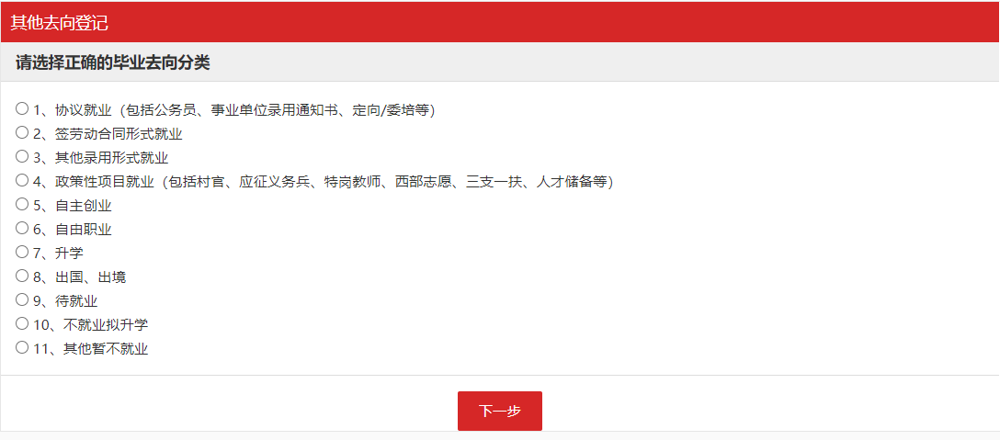 其他去向登记
请选择正确的毕业去向分类
1、协议就业（包括公务员、事业单位录用通知书、定向/委培等）
2、签劳动合同形式就业
3、其他录用形式就业
4、政策性项目就业（包括村官、应征义务兵、特岗教师、西部志愿、三支一扶、人才储备等）
5、自主创业
6、自由职业
7、升学
8、出国、出境
9、待就业
10、不就业拟升学
11、其他暂不就业
下一步